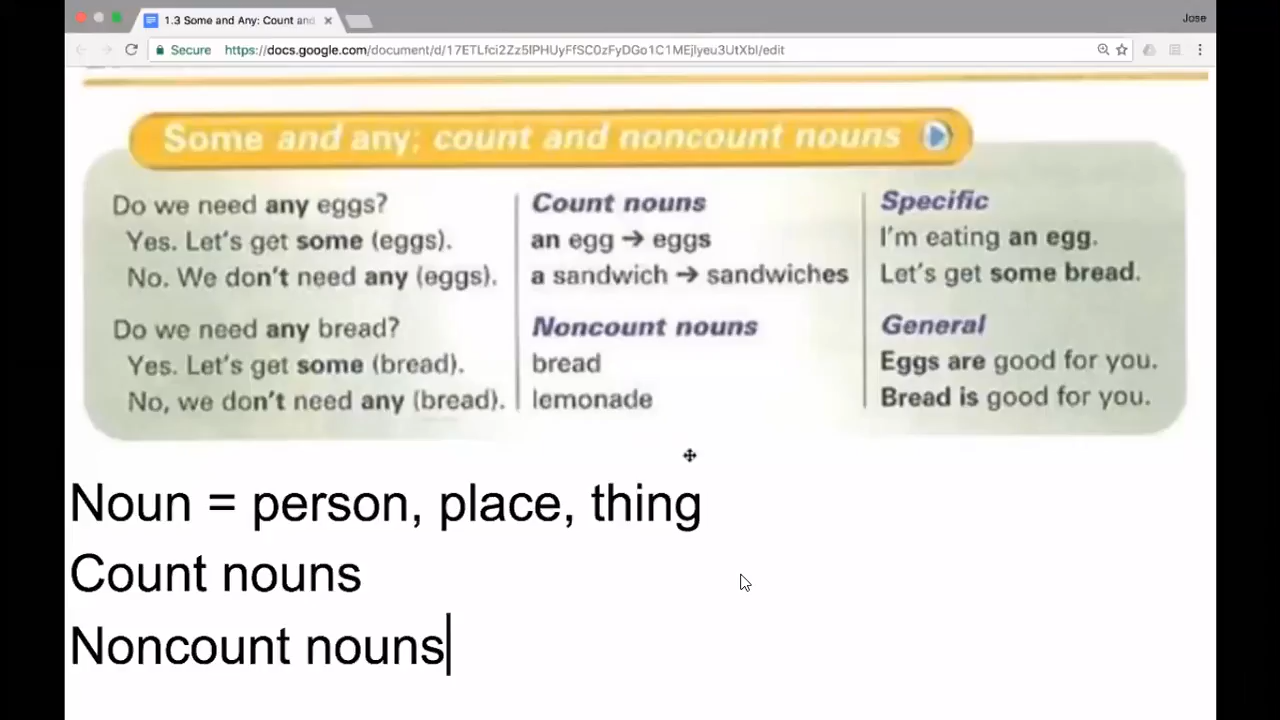 1.3 Some and Any: Count and
Jose
Secure https://docs.google.com/document/d/17ETLfci2Zz5lPHUyFfSC0zFyDGo1C1MEjlyeu3UtXbI/edit
Some and any; count and noncount nouns
Do we need any eggs?
Yes. Let's get some (eggs).
No. We don't need any (eggs).
Do we need any bread?
Yes. Let's get some (bread).
No, we don't need any (bread).
Count nouns
an egg → eggs
a sandwich → sandwiches
Noncount nouns
bread
lemonade
Specific
I'm eating an egg.
Let's get some bread.
General
Eggs are good for you.
Bread is good for you.
Noun = person, place, thing
Count nouns
Noncount nouns